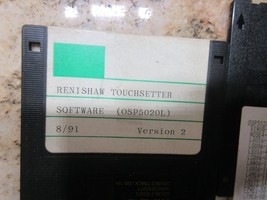 RENISHAW TOUCHSETTER
SOFTWARE (OSP5020L)
8/91 Version 2